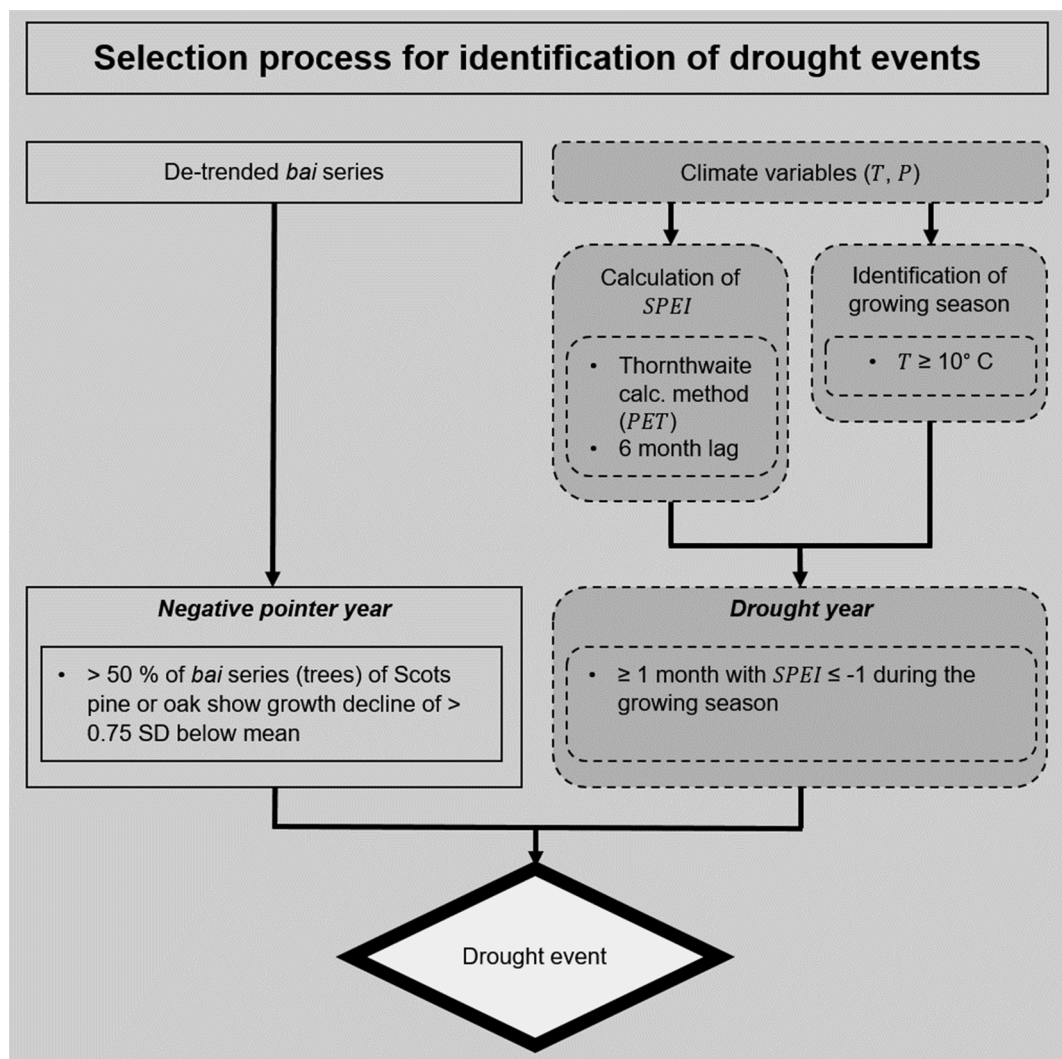 Selection process for identification of drought events
De-trended bai series
Climate variables (T, P)
Calculation of
SPEI
• Thornthwaite
calc. method
(PET)
• 6 month lag
Identification of
growing season
• T ≥ 10° C
Negative pointer year
• > 50 % of bai series (trees) of Scots
pine or oak show growth decline of >
0.75 SD below mean
Drought year
• ≥ 1 month with SPEI ≤ -1 during the
growing season
Drought event